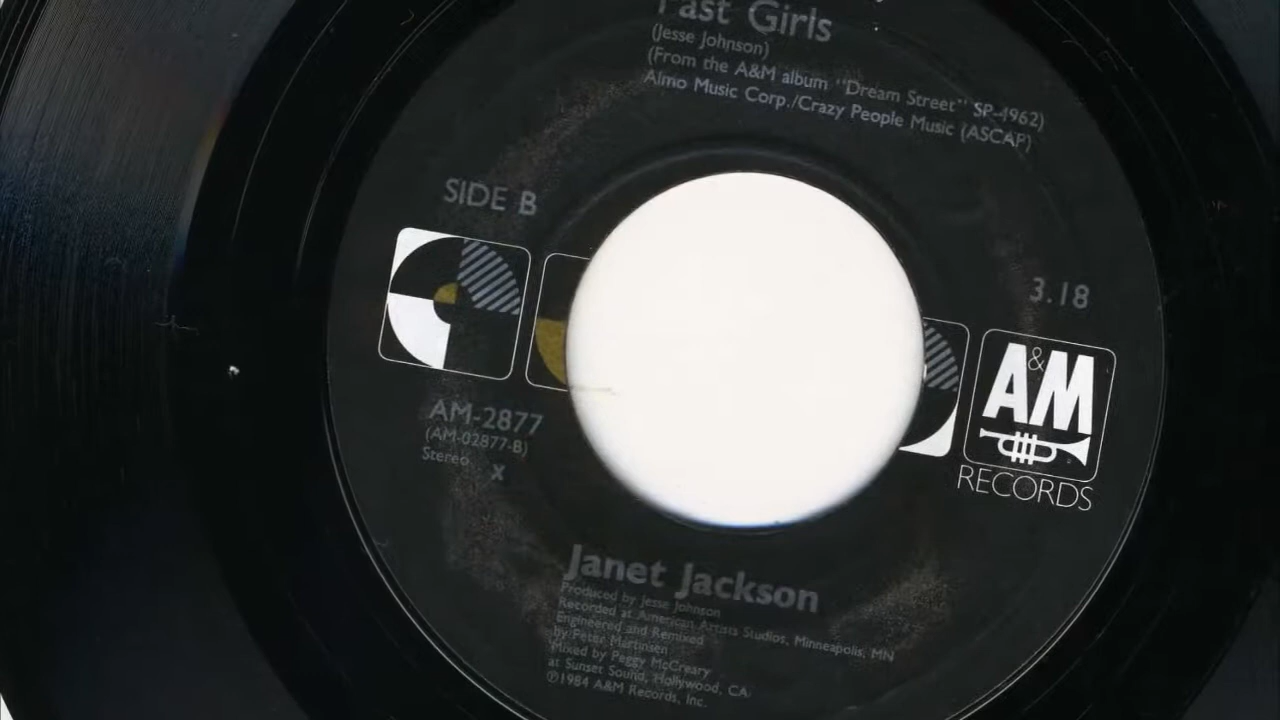 Fast Girls
(Jesse Johnson)
(From the A&M album "Dream Street" SP-4962)
Almo Music Corp./Crazy People Music (ASCAP)
SIDE B
3.18
A&M
RECORDS
AM-2877
(AM-02877-B)
Stereo
X
Janet Jackson
Produced by Jesse Johnson
Recorded at American Artists Studios, Minneapolis, MN
Engineered and Remixed
by Peter Martinsen
Mixed by Peggy McCreary
at Sunset Sound, Hollywood, CA.
℗1984 A&M Records, Inc.